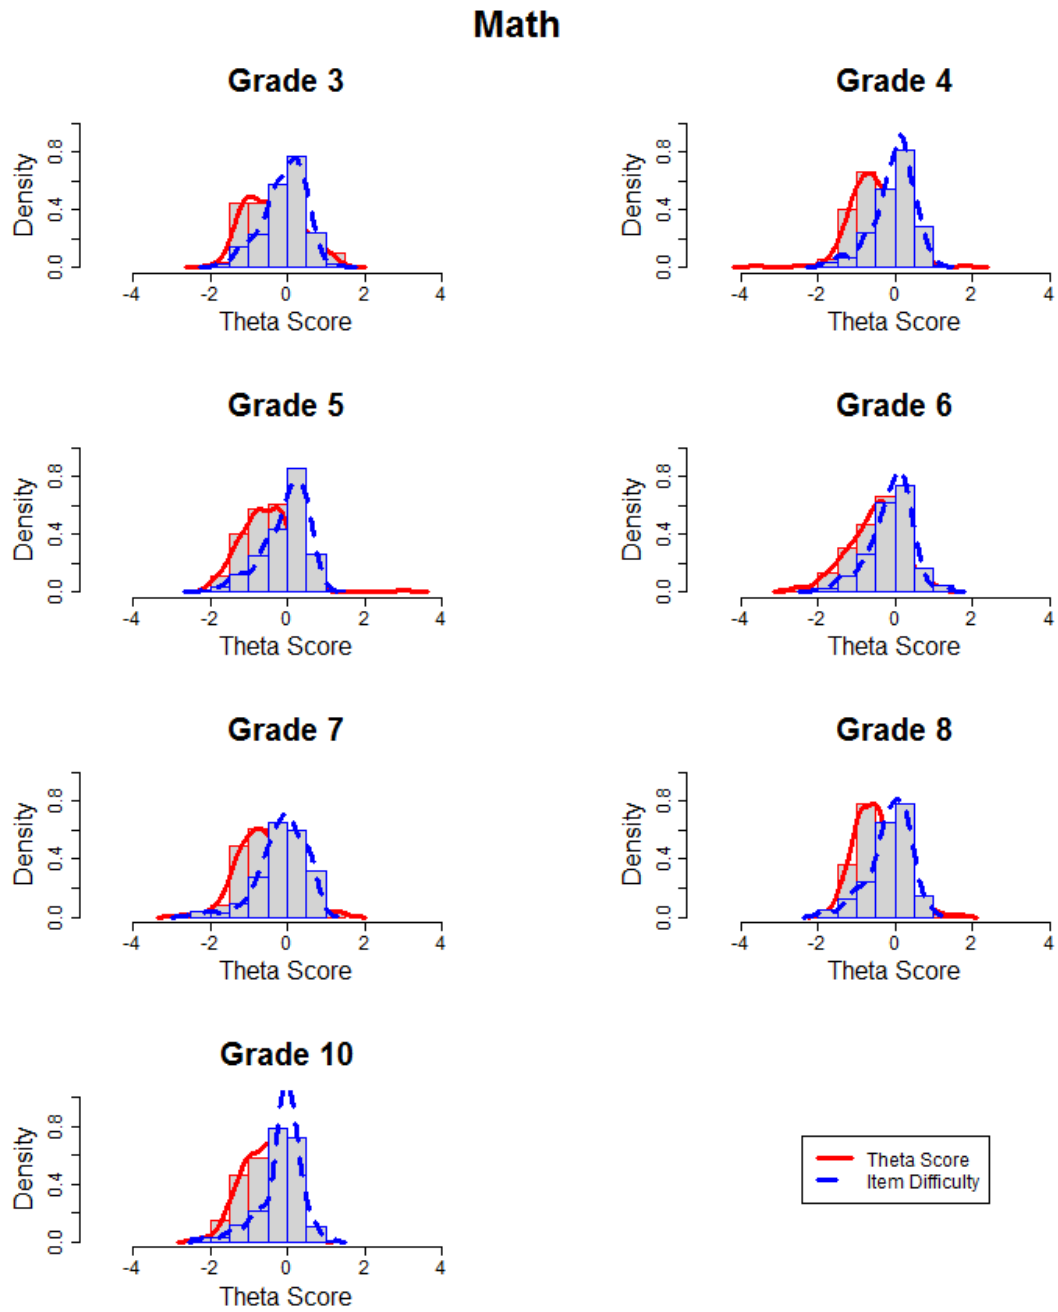 Math
Grade 3
Density
0.0 0.4 0.8
-4 -2 0 2 4
Theta Score
Grade 4
Density
0.0 0.4 0.8
-4 -2 0 2 4
Theta Score
Grade 5
Density
0.0 0.4 0.8
-4 -2 0 2 4
Theta Score
Grade 6
Density
0.0 0.4 0.8
-4 -2 0 2 4
Theta Score
Grade 7
Density
0.0 0.4 0.8
-4 -2 0 2 4
Theta Score
Grade 8
Density
0.0 0.4 0.8
-4 -2 0 2 4
Theta Score
Grade 10
Density
0.0 0.4 0.8
-4 -2 0 2 4
Theta Score
Theta Score
Item Difficulty